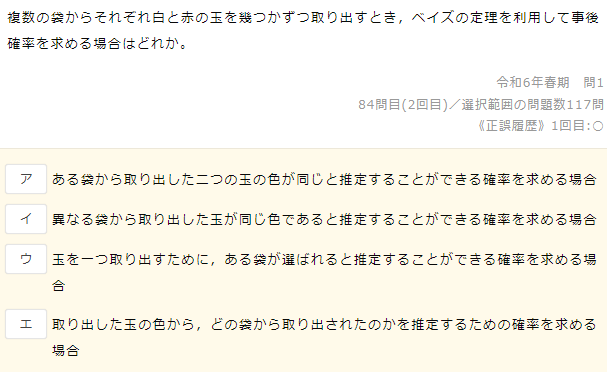 複数の袋からそれぞれ白と赤の玉を幾つかずつ取り出すとき，ベイズの定理を利用して事後
確率を求める場合はどれか。
令和6年春期　問1
84問目(2回目)／選択範囲の問題数117問
《正誤履歴》1回目:○
ア　ある袋から取り出した二つの玉の色が同じと推定することができる確率を求める場合
イ　異なる袋から取り出した玉が同じ色であると推定することができる確率を求める場合
ウ　玉を一つ取り出すために，ある袋が選ばれると推定することができる確率を求める場
合
エ　取り出した玉の色から，どの袋から取り出されたのかを推定するための確率を求める
場合